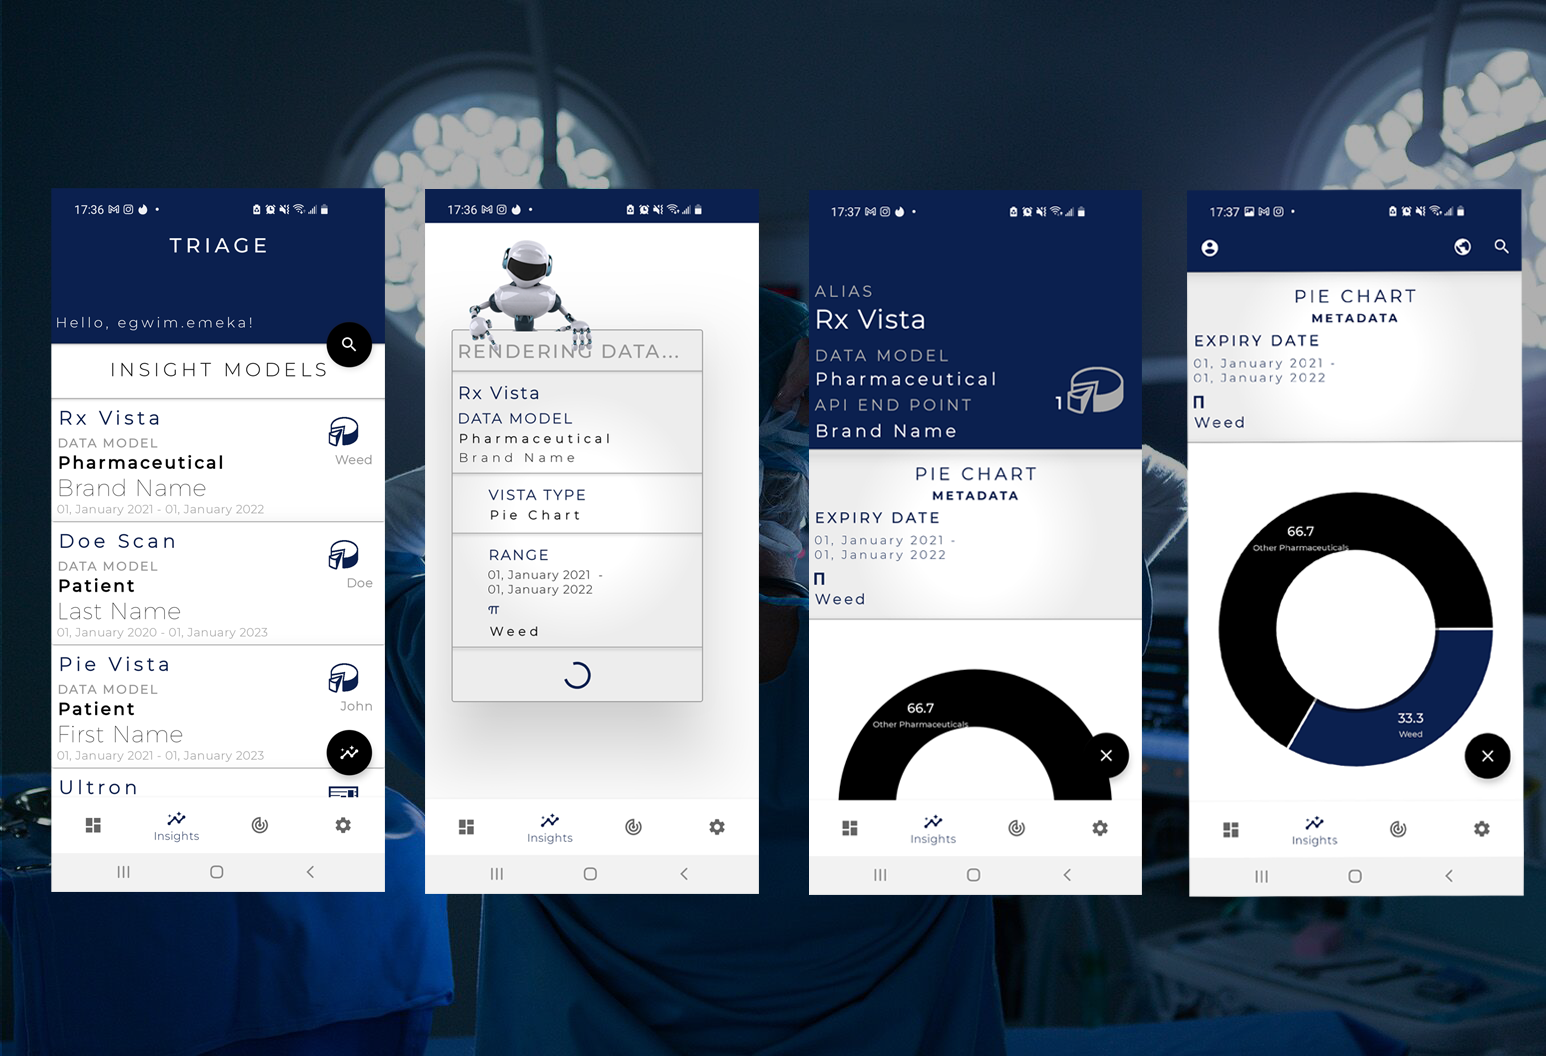 17:36
TRIAGE
Hello, egwim.emeka!
INSIGHT MODELS
Rx Vista
DATA MODEL
Pharmaceutical
Weed
Brand Name
01, January 2021 - 01, January 2022
Doe Scan
DATA MODEL
Patient
Doe
Last Name
01, January 2020 - 01, January 2023
Pie Vista
DATA MODEL
Patient
John
First Name
01, January 2021 - 01, January 2023
Ultron
Insights
17:36
RENDERING DATA...
Rx Vista
DATA MODEL
Pharmaceutical
Brand Name
VISTA TYPE
Pie Chart
RANGE
01, January 2021 -
01, January 2022
π
Weed
Insights
17:37
ALIAS
Rx Vista
DATA MODEL
Pharmaceutical
API END POINT
1
Brand Name
PIE CHART
METADATA
EXPIRY DATE
01, January 2021 -
01, January 2022
Π
Weed
66.7
Other Pharmaceuticals
Insights
17:37
PIE CHART
METADATA
EXPIRY DATE
01, January 2021 -
01, January 2022
Π
Weed
66.7
Other Pharmaceuticals
33.3
Weed
Insights